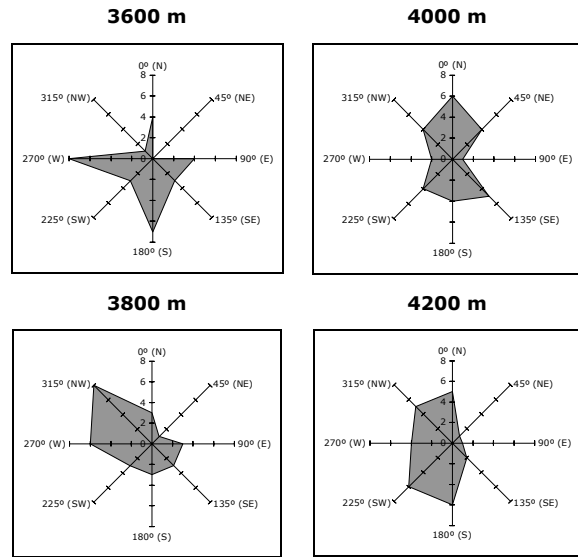 3600 m
0º (N)
8
6
4
2
0
45º (NE)
90º (E)
135º (SE)
180º (S)
225º (SW)
270º (W)
315º (NW)
4000 m
0º (N)
8
6
4
2
0
45º (NE)
90º (E)
135º (SE)
180º (S)
225º (SW)
270º (W)
315º (NW)
3800 m
0º (N)
8
6
4
2
0
45º (NE)
90º (E)
135º (SE)
180º (S)
225º (SW)
270º (W)
315º (NW)
4200 m
0º (N)
8
6
4
2
0
45º (NE)
90º (E)
135º (SE)
180º (S)
225º (SW)
270º (W)
315º (NW)